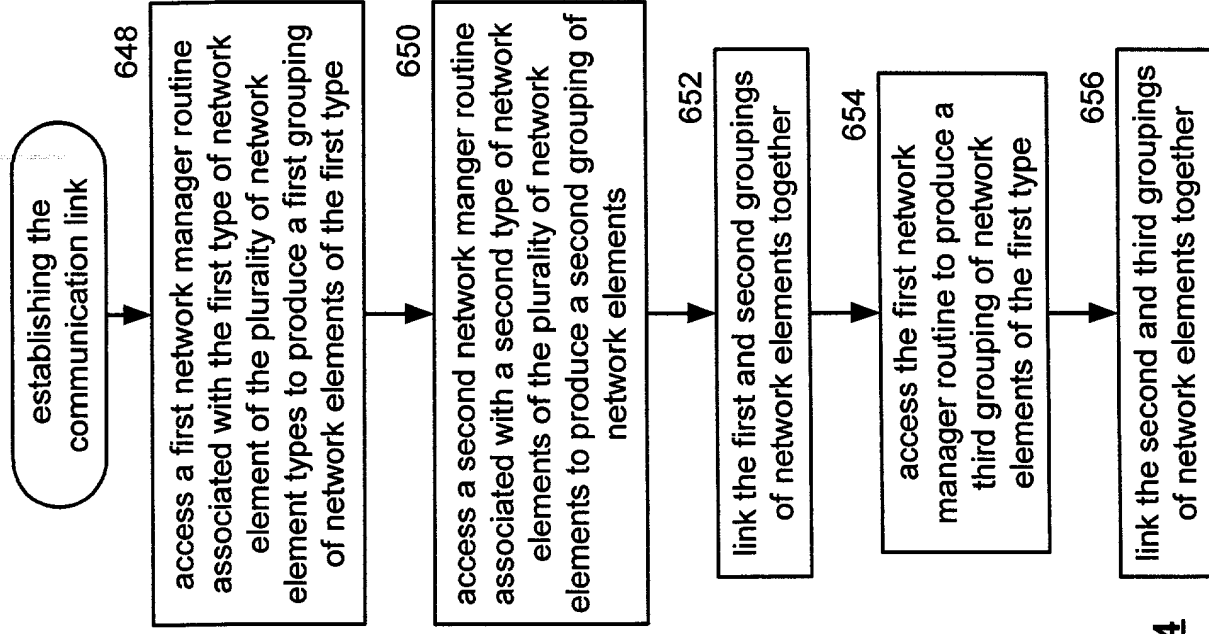 establishing the
communication link
648
access a first network manager routine
associated with the first type of network
element of the plurality of network
element types to produce a first grouping
of network elements of the first type
650
access a second network manger routine
associated with a second type of network
elements of the plurality of network
elements to produce a second grouping of
network elements
652
link the first and second groupings
of network elements together
654
access the first network
manager routine to produce a
third grouping of network
elements of the first type
656
link the second and third groupings
of network elements together
4